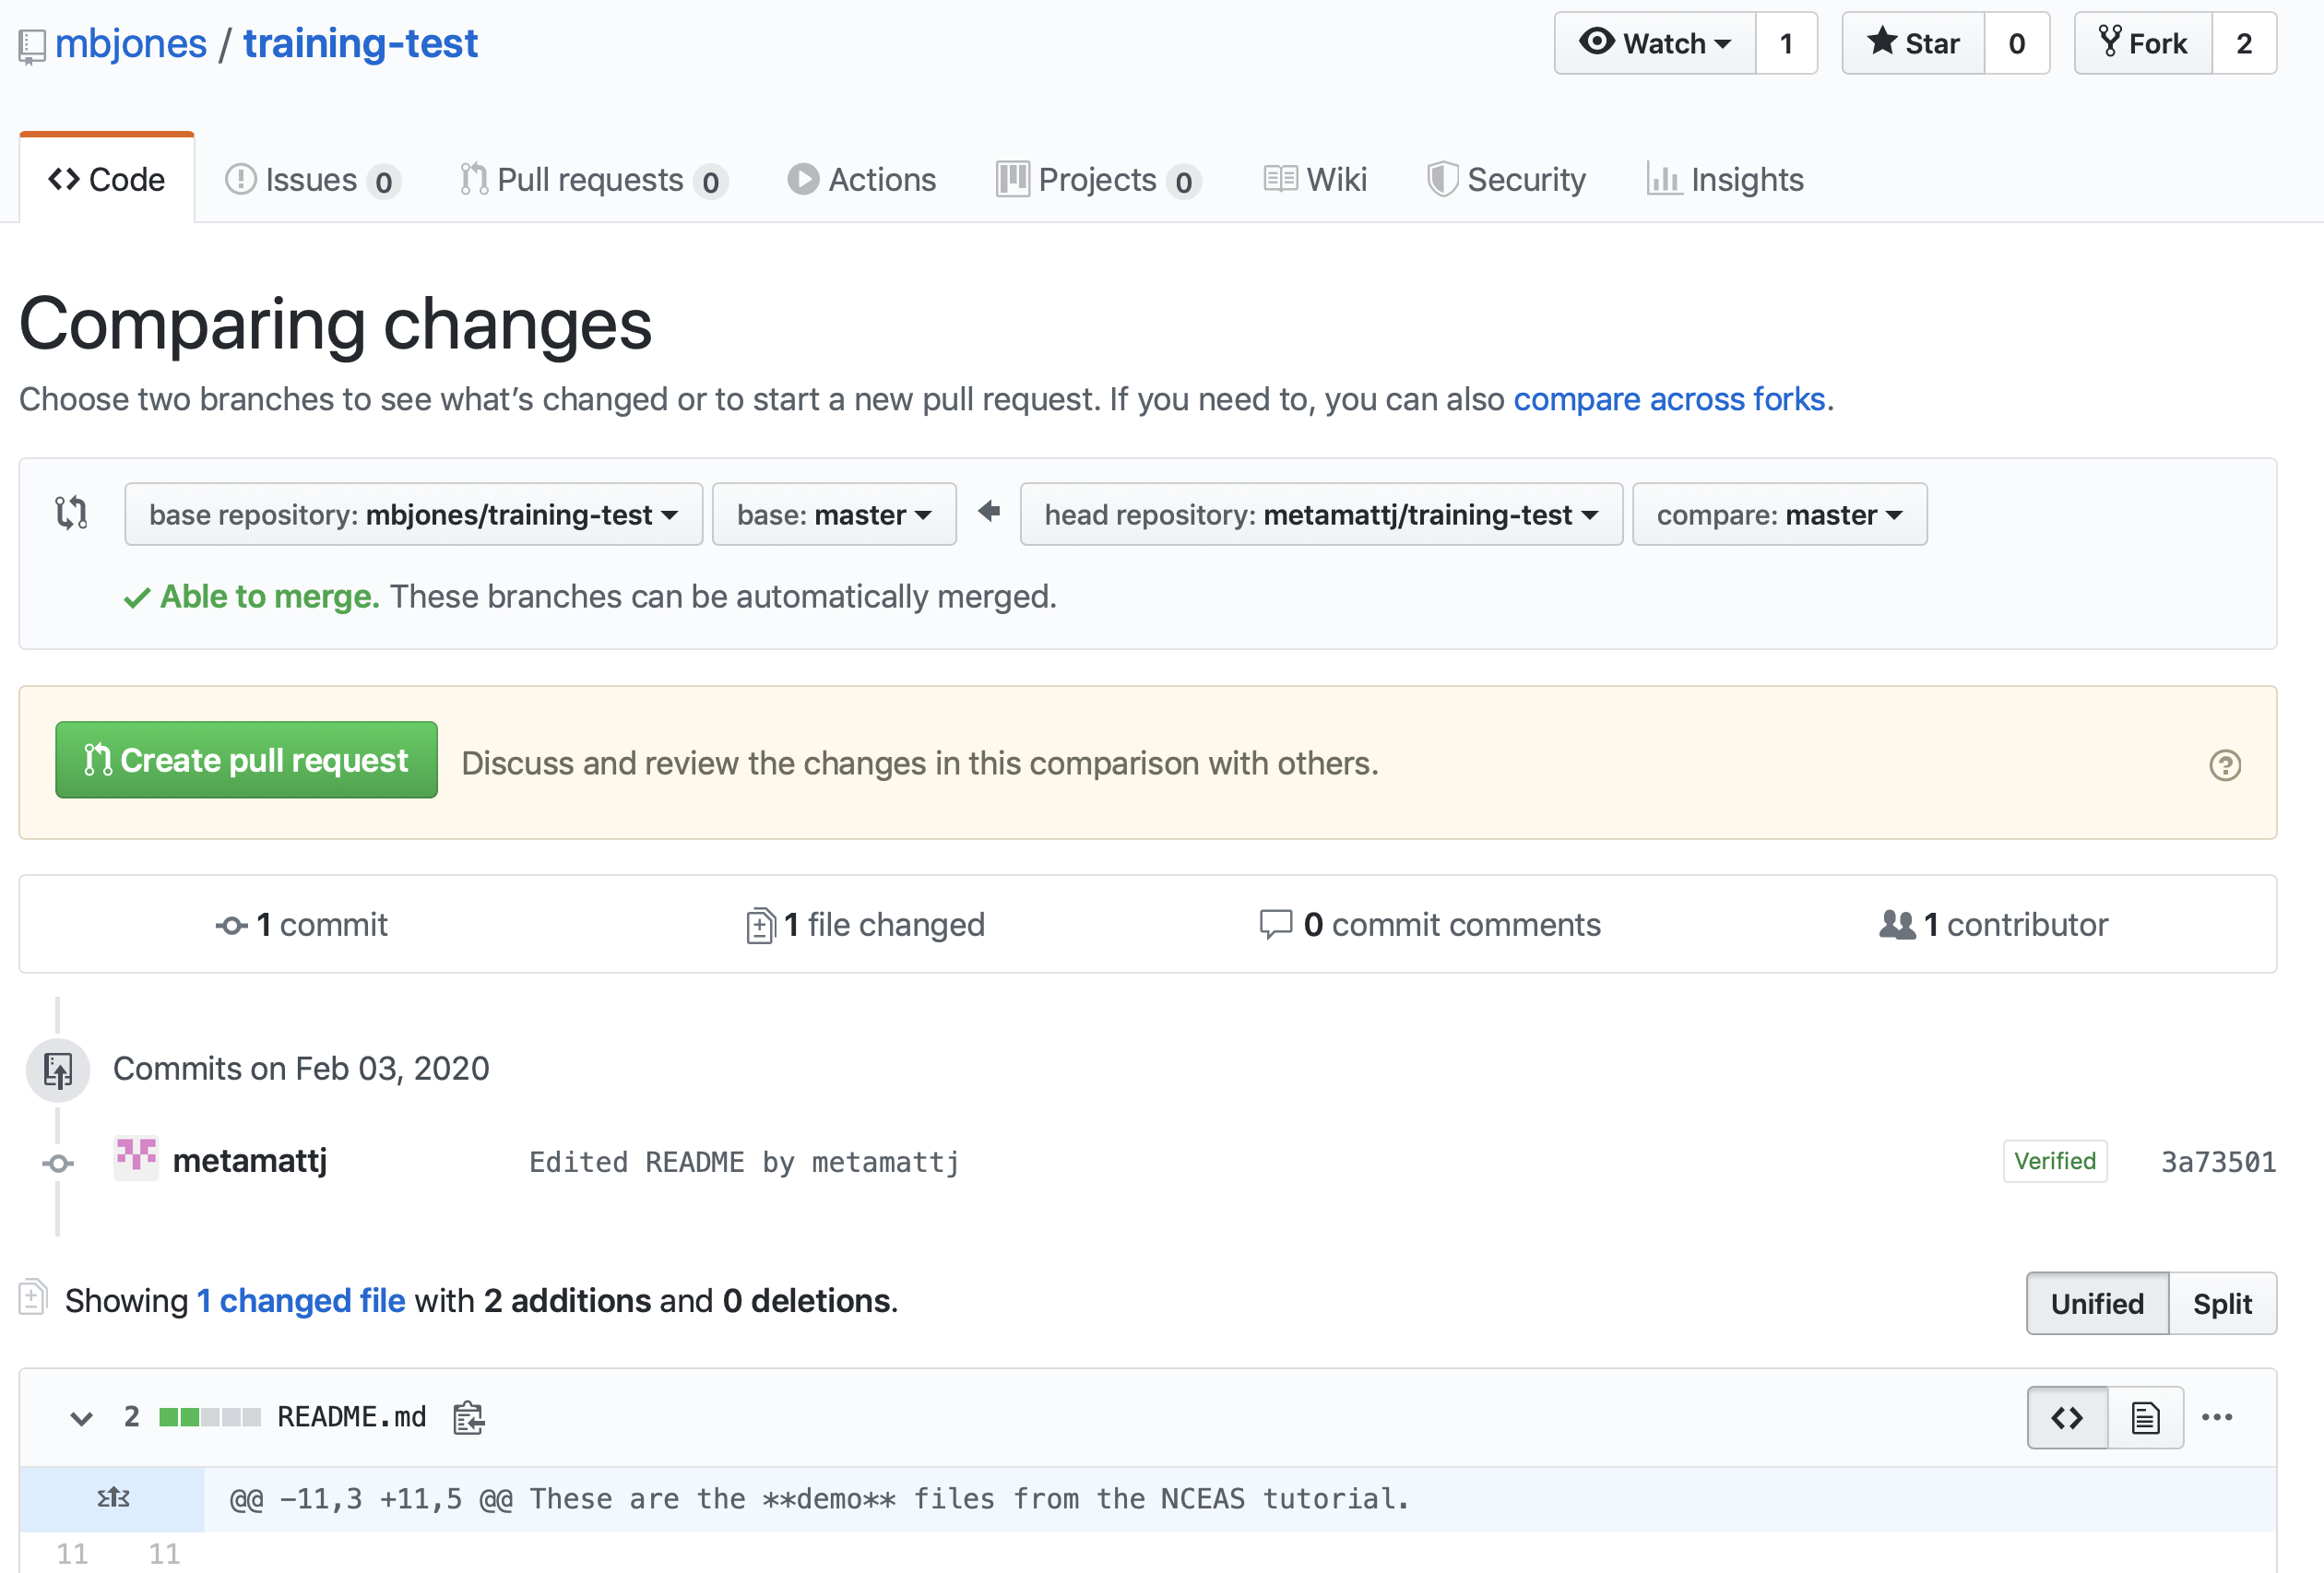 mbjones / training-test
Watch 1 Star 0 Fork 2
Code Issues 0 Pull requests 0 Actions Projects 0 Wiki Security Insights
Comparing changes
Choose two branches to see what’s changed or to start a new pull request. If you need to, you can also compare across forks.
base repository: mbjones/training-test base: master head repository: metamattj/training-test compare: master
Able to merge. These branches can be automatically merged.
Create pull request Discuss and review the changes in this comparison with others.
1 commit 1 file changed 0 commit comments 1 contributor
Commits on Feb 03, 2020
metamattj Edited README by metamattj Verified 3a73501
Showing 1 changed file with 2 additions and 0 deletions.
Unified Split
2 README.md
@@ -11,3 +11,5 @@ These are the **demo** files from the NCEAS tutorial.
11 11